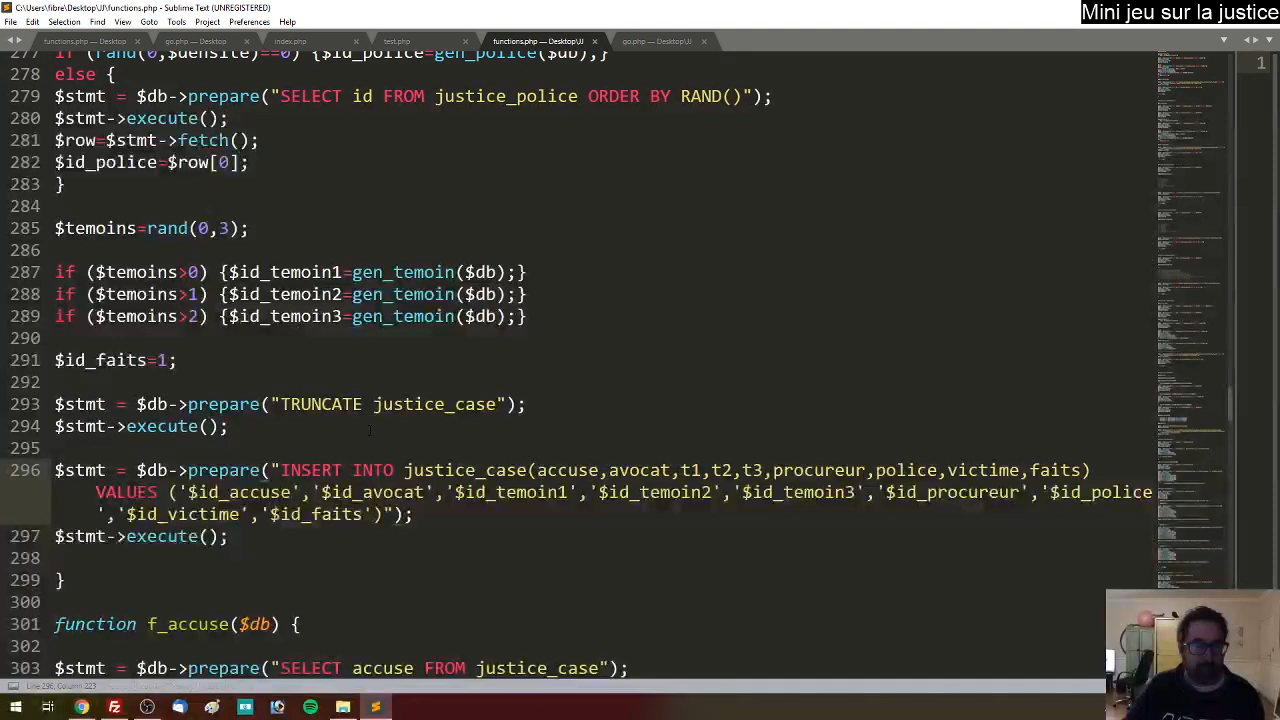 C:\Users\fibre\Desktop\JJ\functions.php - Sublime Text (UNREGISTERED)
Mini jeu sur la justice
File Edit Selection Find View Goto Tools Project Preferences Help
functions.php — Desktop go.php — Desktop index.php test.php functions.php — Desktop\JJ go.php — Desktop\JJ
277 if (rand(0,$densite)==0) {$id_police=gen_police($db);}
1
278 else {
279 $stmt = $db->prepare("SELECT id FROM justice_police ORDER BY RAND()");
280 $stmt->execute();
281 $row=$stmt->fetch();
282 $id_police=$row[0];
283 }
284
285 $temoins=rand(0,3);
286
287 if ($temoins>0) {$id_temoin1=gen_temoin($db);}
288 if ($temoins>1) {$id_temoin2=gen_temoin($db);}
289 if ($temoins>2) {$id_temoin3=gen_temoin($db);}
290
291 $id_faits=1;
292
293 $stmt = $db->prepare("TRUNCATE justice_case");
294 $stmt->execute();
295
296 $stmt = $db->prepare("INSERT INTO justice_case(accuse,avocat,t1,t2,t3,procureur,police,victime,faits)
VALUES ('$id_accuse','$id_avocat','$id_temoin1','$id_temoin2','$id_temoin3','$id_procureur','$id_police
','$id_victime','$id_faits')");
297 $stmt->execute();
298
299 }
300
301 function f_accuse($db) {
302
303 $stmt = $db->prepare("SELECT accuse FROM justice_case");
Line 296, Column 223